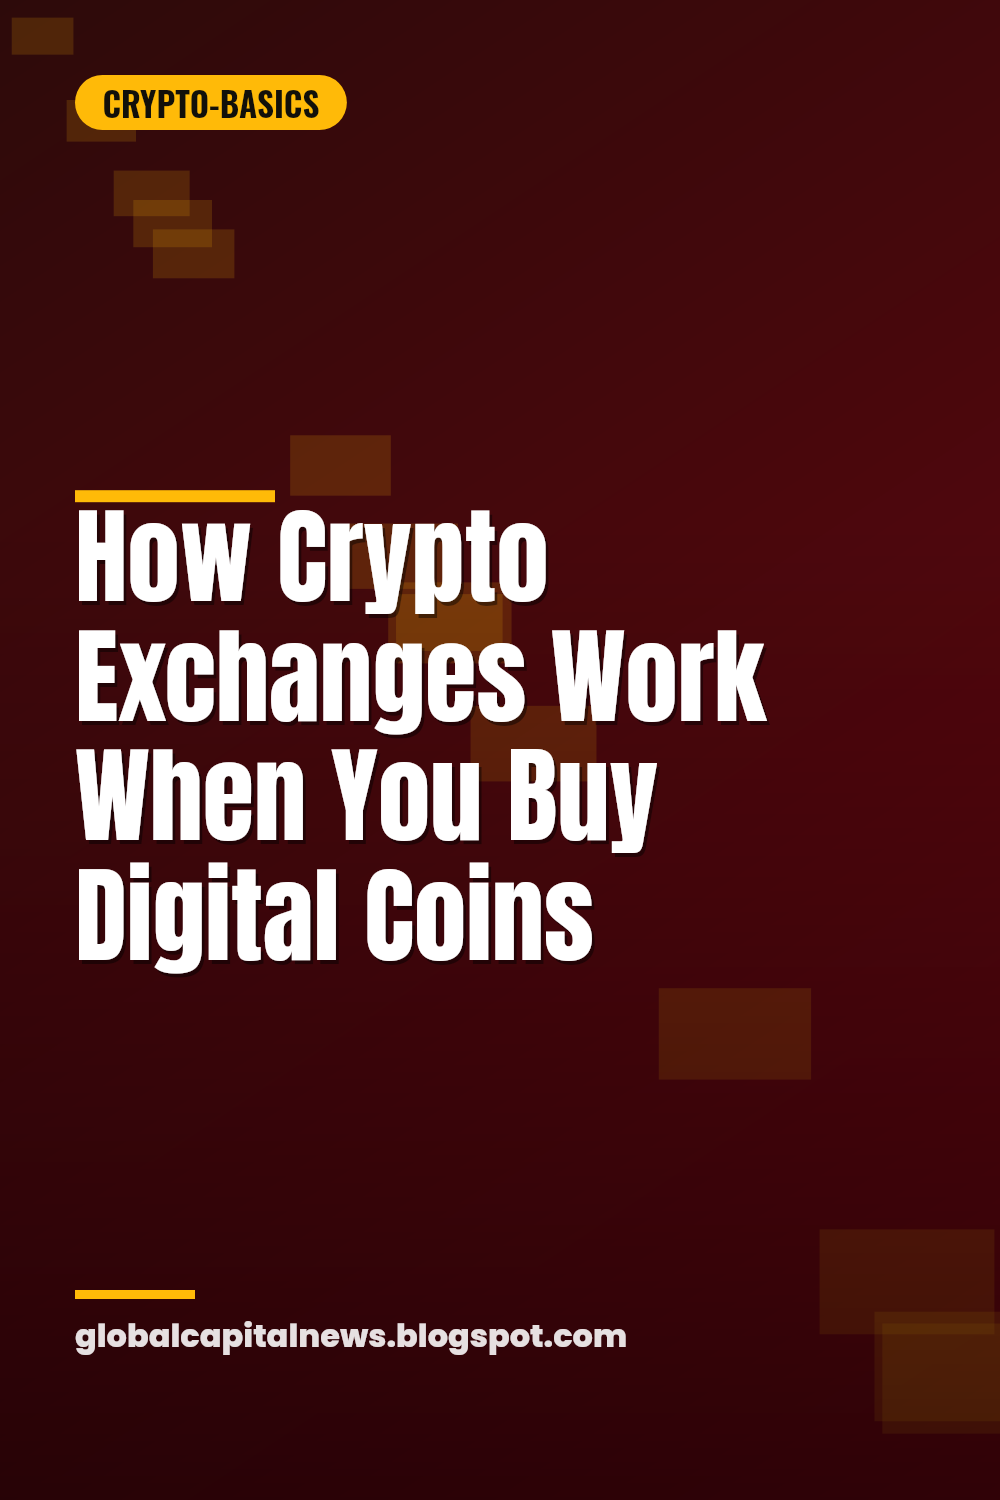 CRYPTO-BASICS
How Crypto
Exchanges Work
When You Buy
Digital Coins
globalcapitalnews.blogspot.com